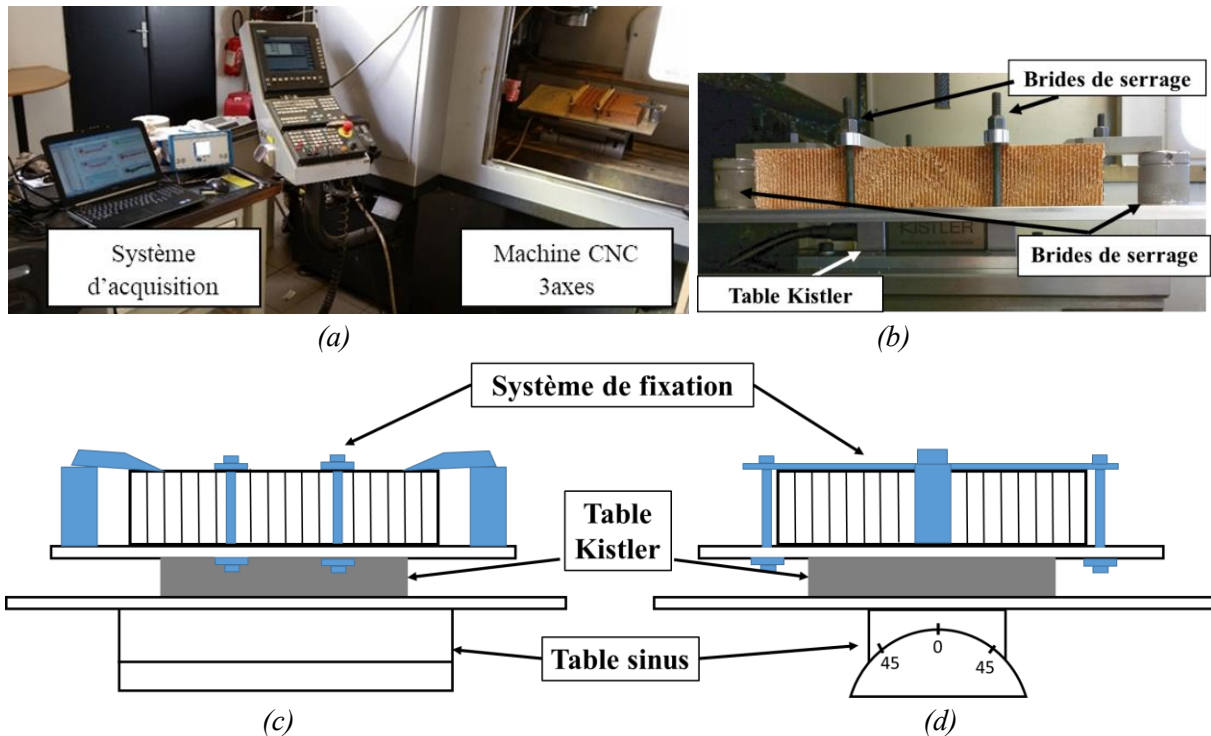 Système
d'acquisition
Machine CNC
3axes
(a)
Brides de serrage
KISTLER
Brides de serrage
Table Kistler
(b)
Système de fixation
Table
Kistler
Table sinus
45
0
45
(c)
(d)